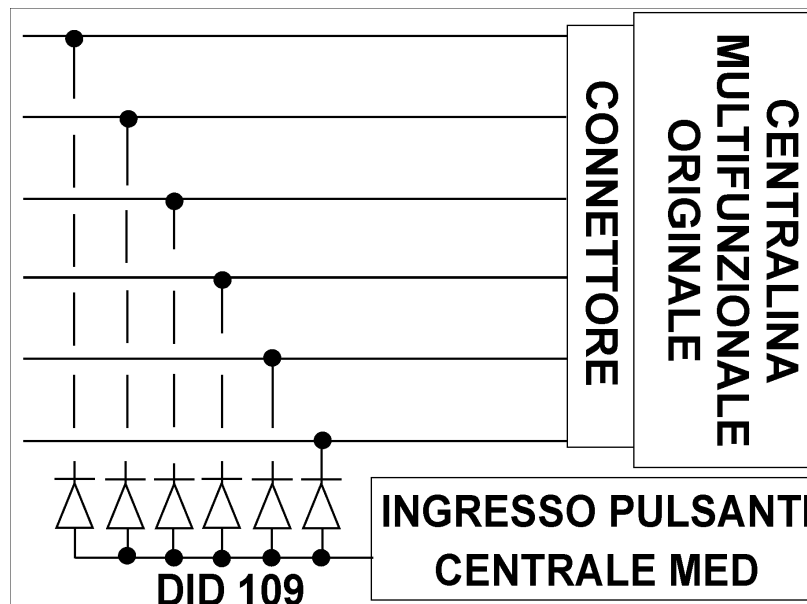 CONNETTORE
CENTRALINA
MULTIFUNZIONALE
ORIGINALE
INGRESSO PULSANTI
CENTRALE MED
DID 109